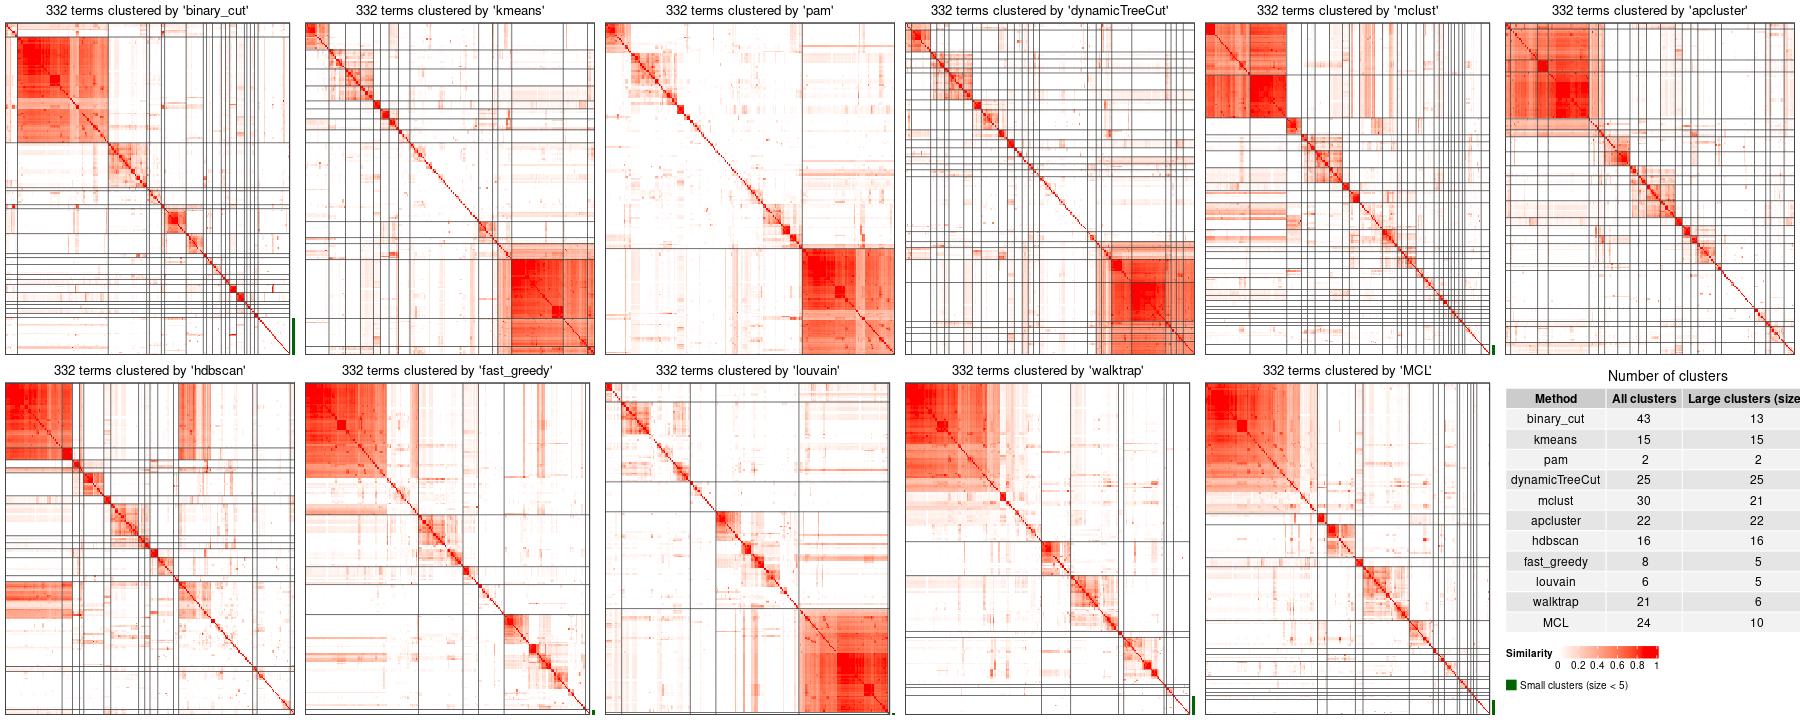 332 terms clustered by 'binary_cut'
332 terms clustered by 'kmeans'
332 terms clustered by 'pam'
332 terms clustered by 'dynamicTreeCut'
332 terms clustered by 'mclust'
332 terms clustered by 'apcluster'
332 terms clustered by 'hdbscan'
332 terms clustered by 'fast_greedy'
332 terms clustered by 'louvain'
332 terms clustered by 'walktrap'
332 terms clustered by 'MCL'
Number of clusters
Method All clusters Large clusters (size
binary_cut 43 13
kmeans 15 15
pam 2 2
dynamicTreeCut 25 25
mclust 30 21
apcluster 22 22
hdbscan 16 16
fast_greedy 8 5
louvain 6 5
walktrap 21 6
MCL 24 10
Similarity
0 0.2 0.4 0.6 0.8 1
Small clusters (size < 5)